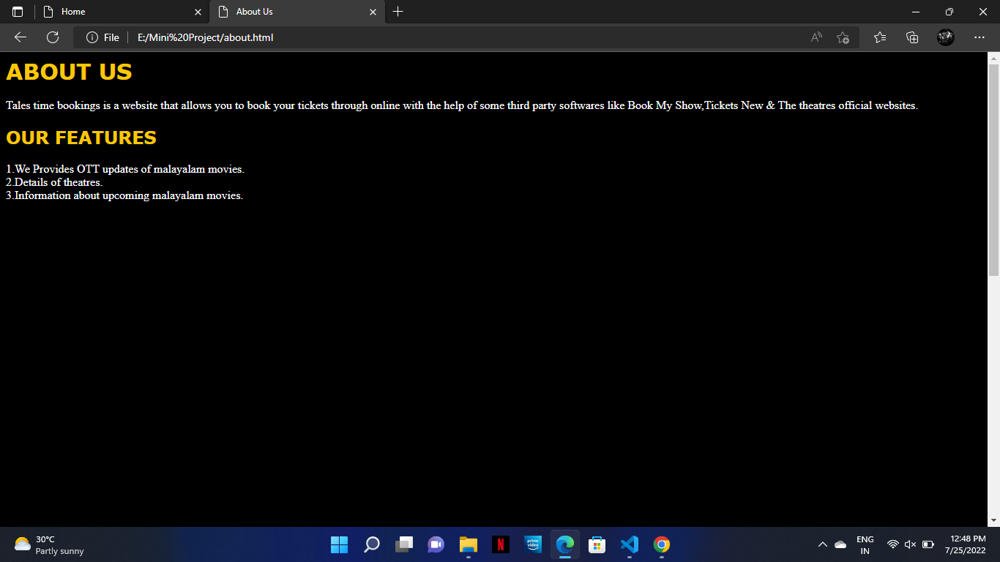 Home
About Us
File
E:/Mini%20Project/about.html
ABOUT US
Tales time bookings is a website that allows you to book your tickets through online with the help of some third party softwares like Book My Show,Tickets New & The theatres official websites.
OUR FEATURES
1.We Provides OTT updates of malayalam movies.
2.Details of theatres.
3.Information about upcoming malayalam movies.
30°C
Partly sunny
N
prime video
ENG
IN
12:48 PM
7/25/2022